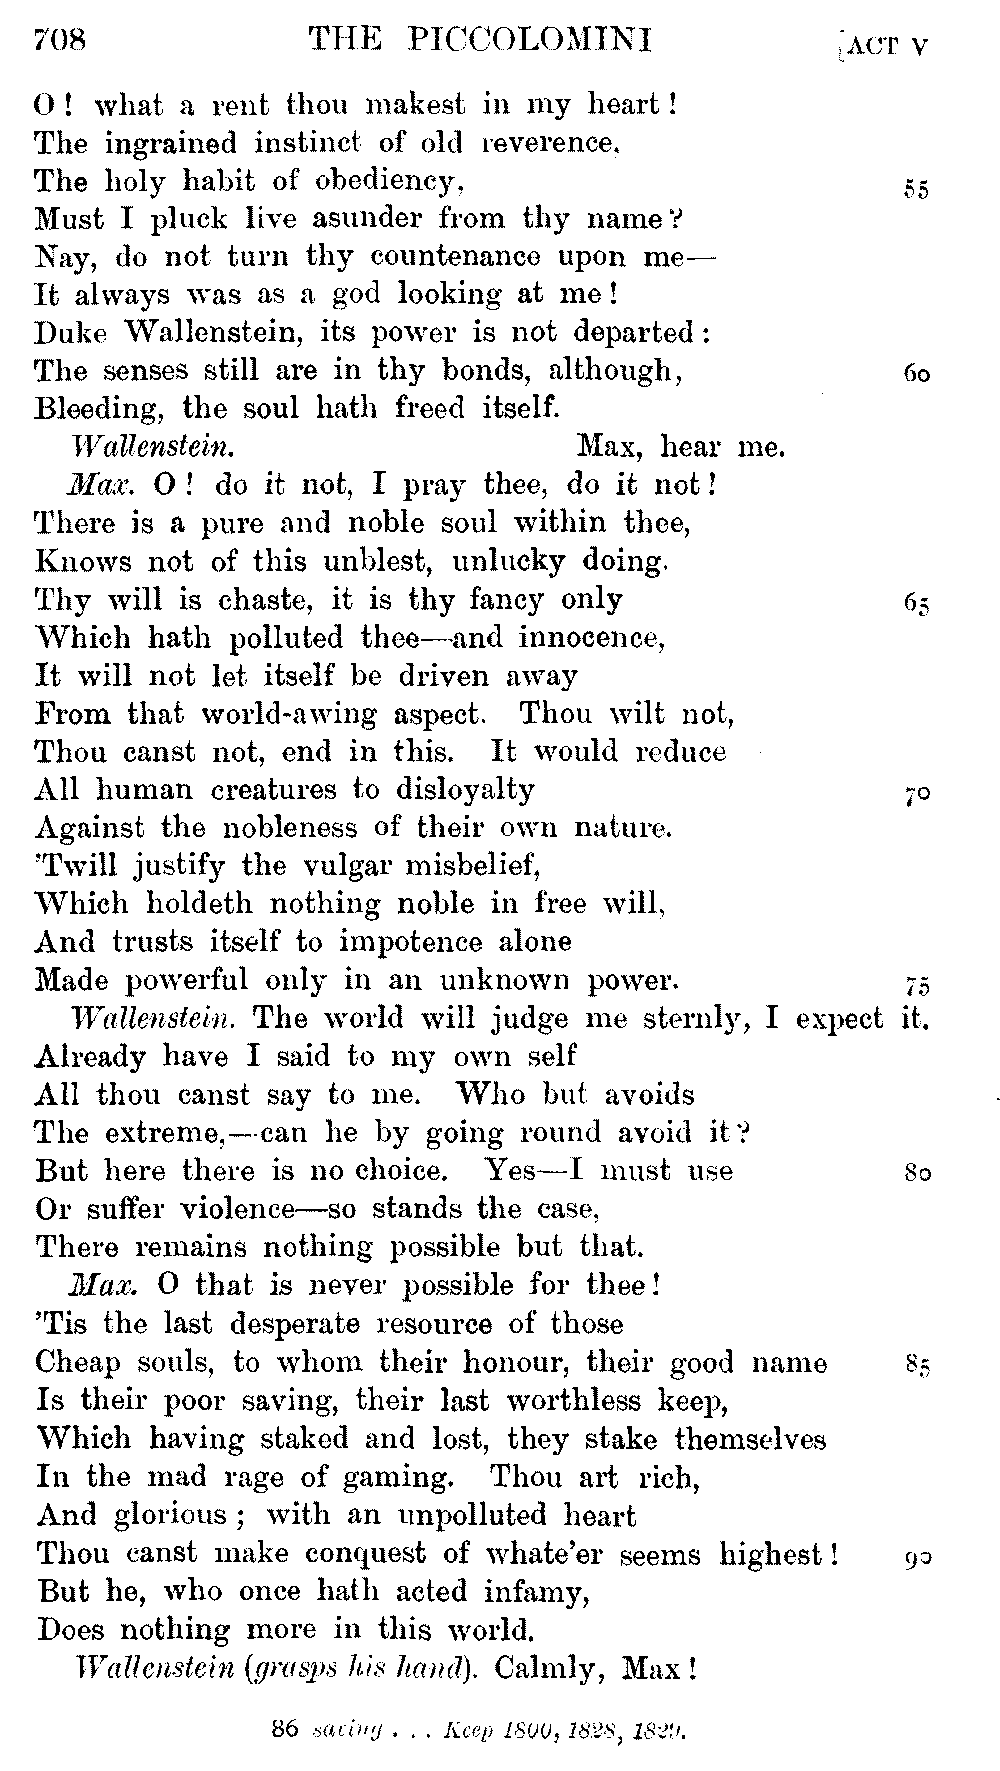 708 THE PICCOLOMINI [ACT V
O! what a rent thou makest in my heart!
The ingrained instinct of old reverence,
The holy habit of obediency, 55
Must I pluck live asunder from thy name?
Nay, do not turn thy countenance upon me—
It always was as a god looking at me!
Duke Wallenstein, its power is not departed:
The senses still are in thy bonds, although, 60
Bleeding, the soul hath freed itself.
Wallenstein. Max, hear me.
Max. O! do it not, I pray thee, do it not!
There is a pure and noble soul within thee,
Knows not of this unblest, unlucky doing.
Thy will is chaste, it is thy fancy only 65
Which hath polluted thee—and innocence,
It will not let itself be driven away
From that world-awing aspect. Thou wilt not,
Thou canst not, end in this. It would reduce
All human creatures to disloyalty 70
Against the nobleness of their own nature.
'Twill justify the vulgar misbelief,
Which holdeth nothing noble in free will,
And trusts itself to impotence alone
Made powerful only in an unknown power. 75
Wallenstein. The world will judge me sternly, I expect it.
Already have I said to my own self
All thou canst say to me. Who but avoids
The extreme,—can he by going round avoid it?
But here there is no choice. Yes—I must use 80
Or suffer violence—so stands the case,
There remains nothing possible but that.
Max. O that is never possible for thee!
'Tis the last desperate resource of those
Cheap souls, to whom their honour, their good name 85
Is their poor saving, their last worthless keep,
Which having staked and lost, they stake themselves
In the mad rage of gaming. Thou art rich,
And glorious; with an unpolluted heart
Thou canst make conquest of whate'er seems highest! 90
But he, who once hath acted infamy,
Does nothing more in this world.
Wallenstein (grasps his hand). Calmly, Max!
86 saving . . . Keep 1800, 1828, 1829.